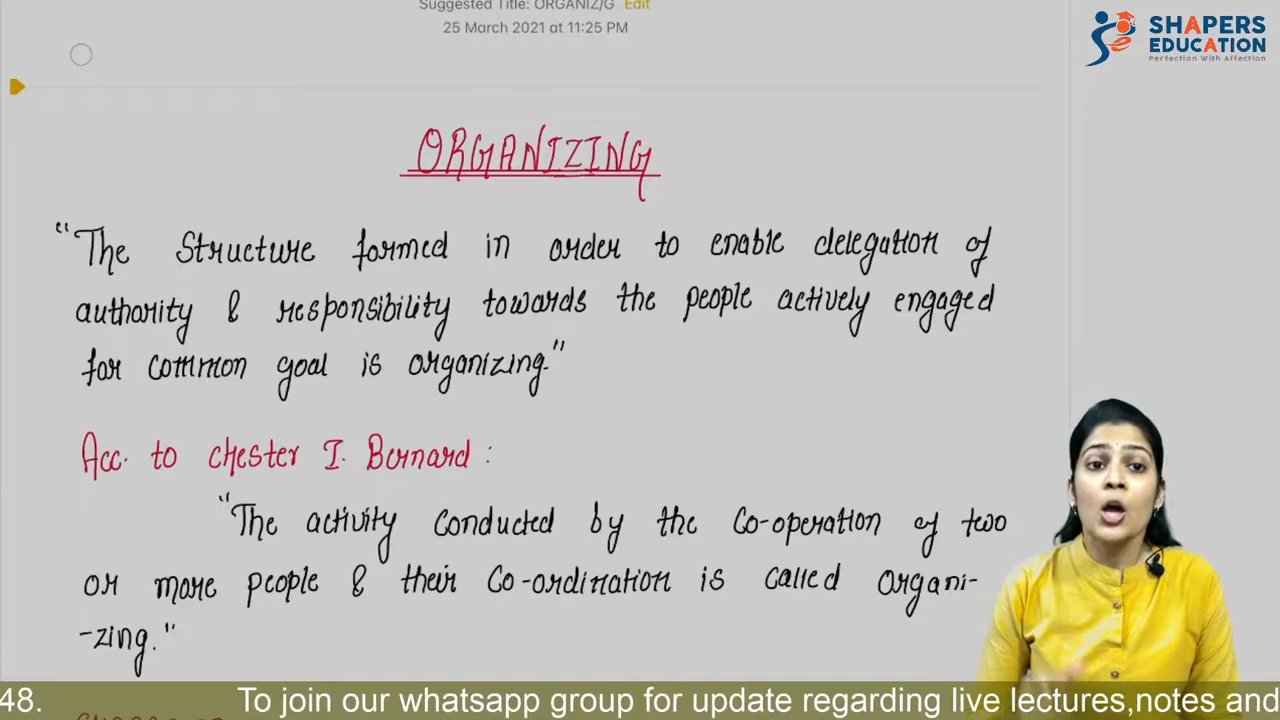 Suggested Title: ORGANIZ/G Edit
25 March 2021 at 11:25 PM
SHAPERS
EDUCATION
Perfection With Affection
ORGANIZING
"The Structure formed in order to enable delegation of
authority & responsibility towards the people actively engaged
for common goal is organizing."
Acc. to Chester I. Bernard :
"The activity conducted by the Co-operation of two
or more people & their Co-ordination is called organi-
-zing."
48. To join our whatsapp group for update regarding live lectures,notes and